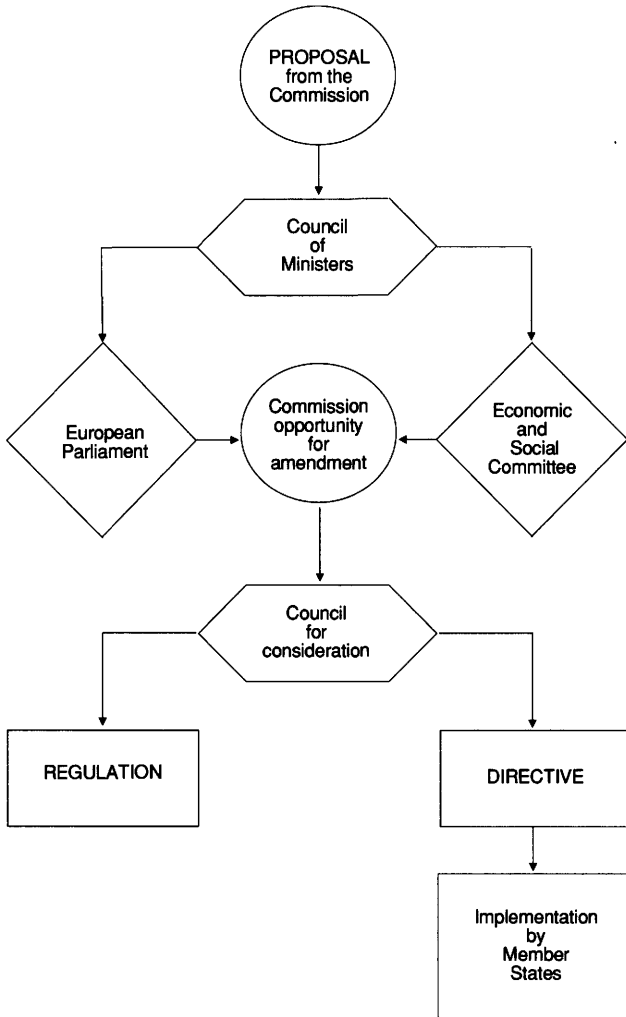 PROPOSAL
from the
Commission
Council
of
Ministers
European
Parliament
Commission
opportunity
for
amendment
Economic
and
Social
Committee
Council
for
consideration
REGULATION
DIRECTIVE
Implementation
by
Member
States